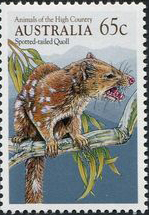 Animals of the High Country
AUSTRALIA 65c
Spotted-tailed Quoll